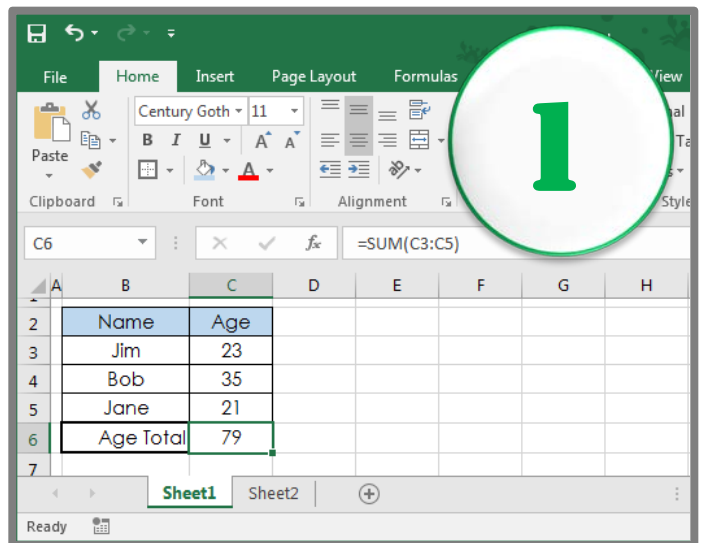 File Home Insert Page Layout Formulas View
1
Century Goth 11
B I U A A
Paste
A
Clipboard Font Alignment Style
C6 fx =SUM(C3:C5)
A B C D E F G H
2 Name Age
3 Jim 23
4 Bob 35
5 Jane 21
6 Age Total 79
7
Sheet1 Sheet2
Ready